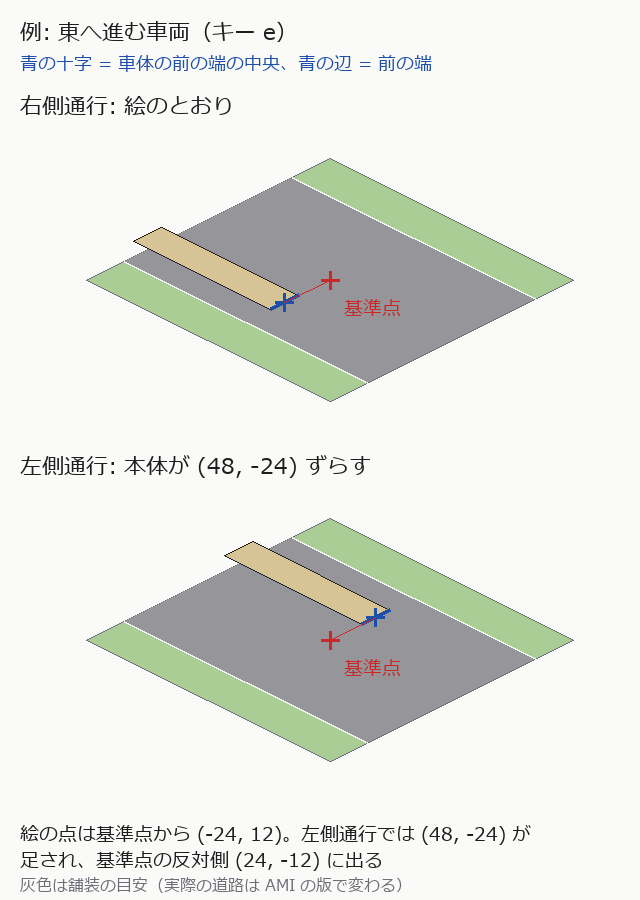 例: 東へ進む車両（キー e）
青の十字 = 車体の前の端の中央、青の辺 = 前の端
右側通行: 絵のとおり
基準点
左側通行: 本体が (48, -24) ずらす
基準点
絵の点は基準点から (-24, 12)。左側通行では (48, -24) が
足され、基準点の反対側 (24, -12) に出る
灰色は舗装の目安（実際の道路は AMI の版で変わる）